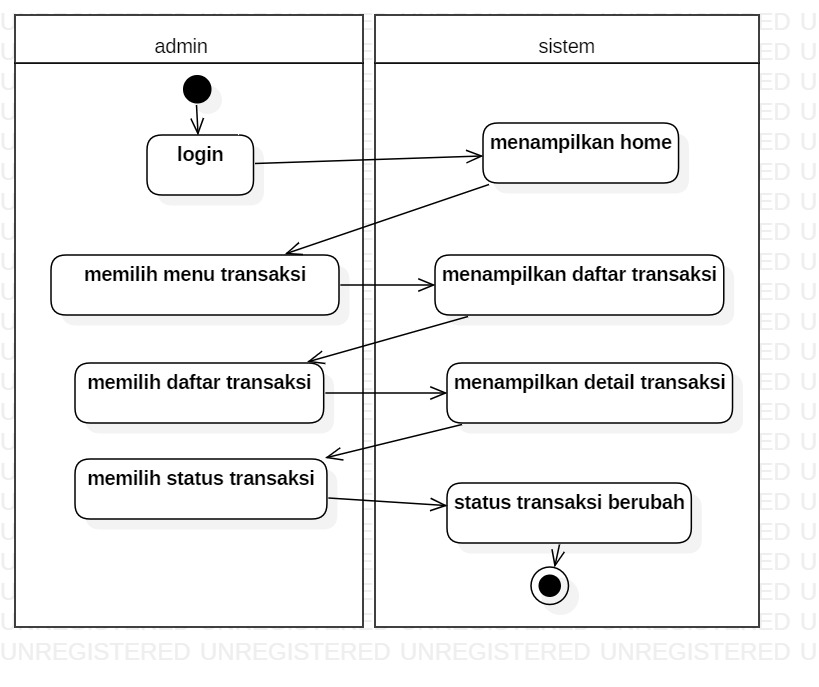 admin
sistem
login
menampilkan home
memilih menu transaksi
menampilkan daftar transaksi
memilih daftar transaksi
menampilkan detail transaksi
memilih status transaksi
status transaksi berubah
UNREGISTERED UNREGISTERED UNREGISTERED UNREGISTERED U